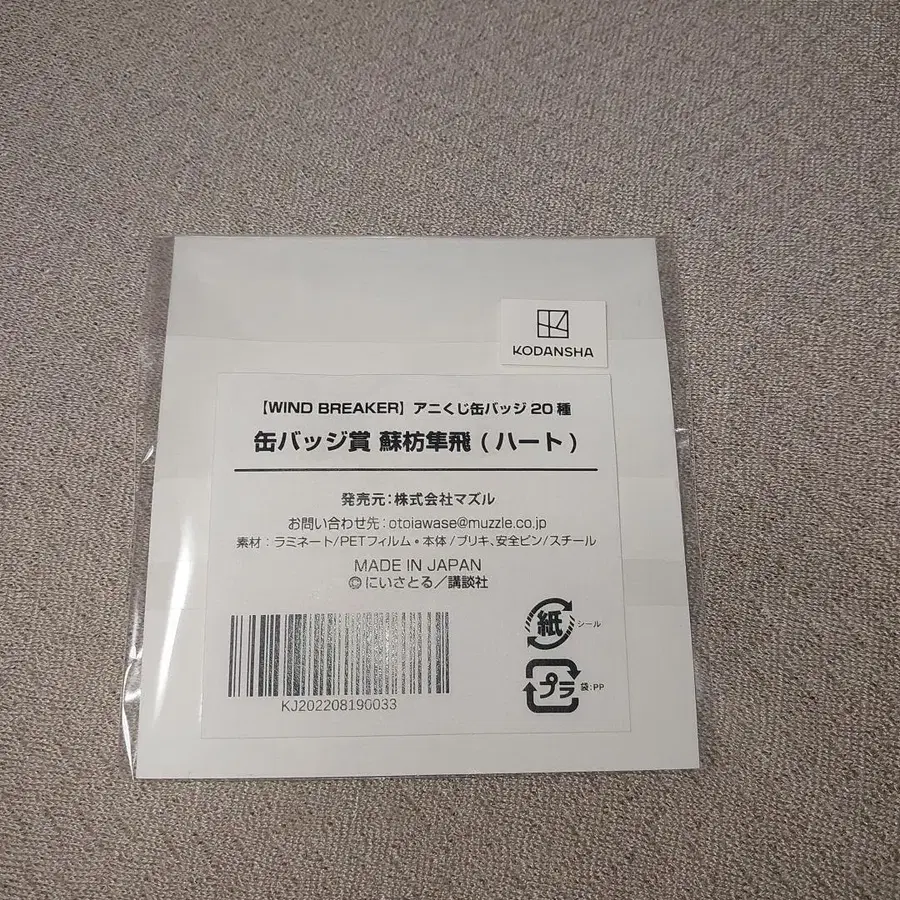 KODANSHA
【WIND BREAKER】アニくじ缶バッジ20種
缶バッジ賞 蘇枋隼飛(ハート)
発売元:株式会社マズル
お問い合わせ先:otoiawase@muzzle.co.jp
素材:ラミネート/PETフィルム・本体/ブリキ、安全ピン/スチール
MADE IN JAPAN
©にいさとる/講談社
紙 シール
KJ202208190033
プラ 袋:PP